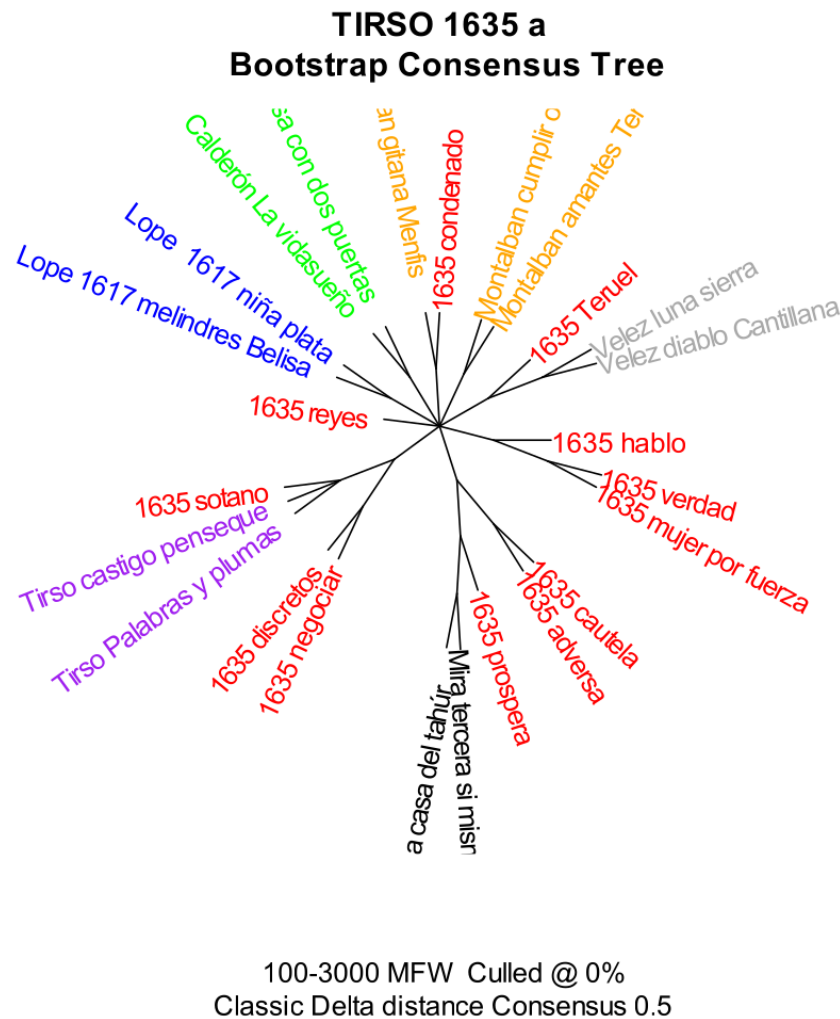 TIRSO 1635 a
Bootstrap Consensus Tree
Calderón La vidasueño
sa con dos puertas
an gitana Menfis
1635 condenado
Montalban cumplir o
Montalban amantes Ter
1635 Teruel
Velez luna sierra
Velez diablo Cantillana
Lope  1617 niña plata
Lope 1617 melindres Belisa
1635 reyes
1635 hablo
1635 verdad
1635 mujer por fuerza
1635 sotano
Tirso castigo penseque
Tirso Palabras y plumas
1635 discretos
1635 negociar
1635 cautela
1635 adversa
1635 prospera
Mira tercera si misn
a casa del tahúr
100-3000 MFW  Culled @ 0%
Classic Delta distance Consensus 0.5